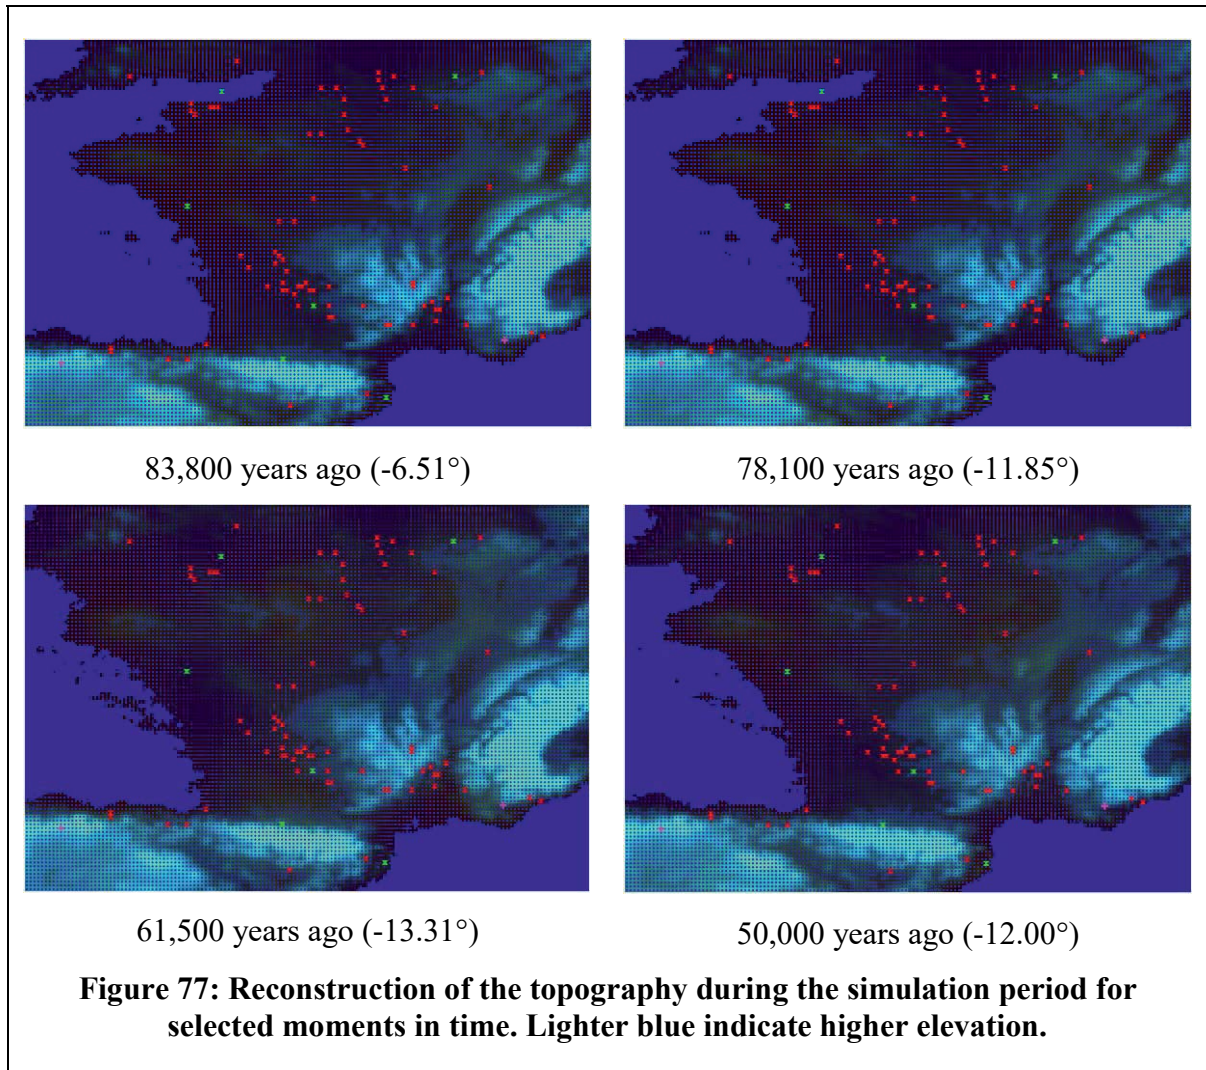 83,800 years ago (-6.51°)
78,100 years ago (-11.85°)
61,500 years ago (-13.31°)
50,000 years ago (-12.00°)
Figure 77: Reconstruction of the topography during the simulation period for
selected moments in time. Lighter blue indicate higher elevation.